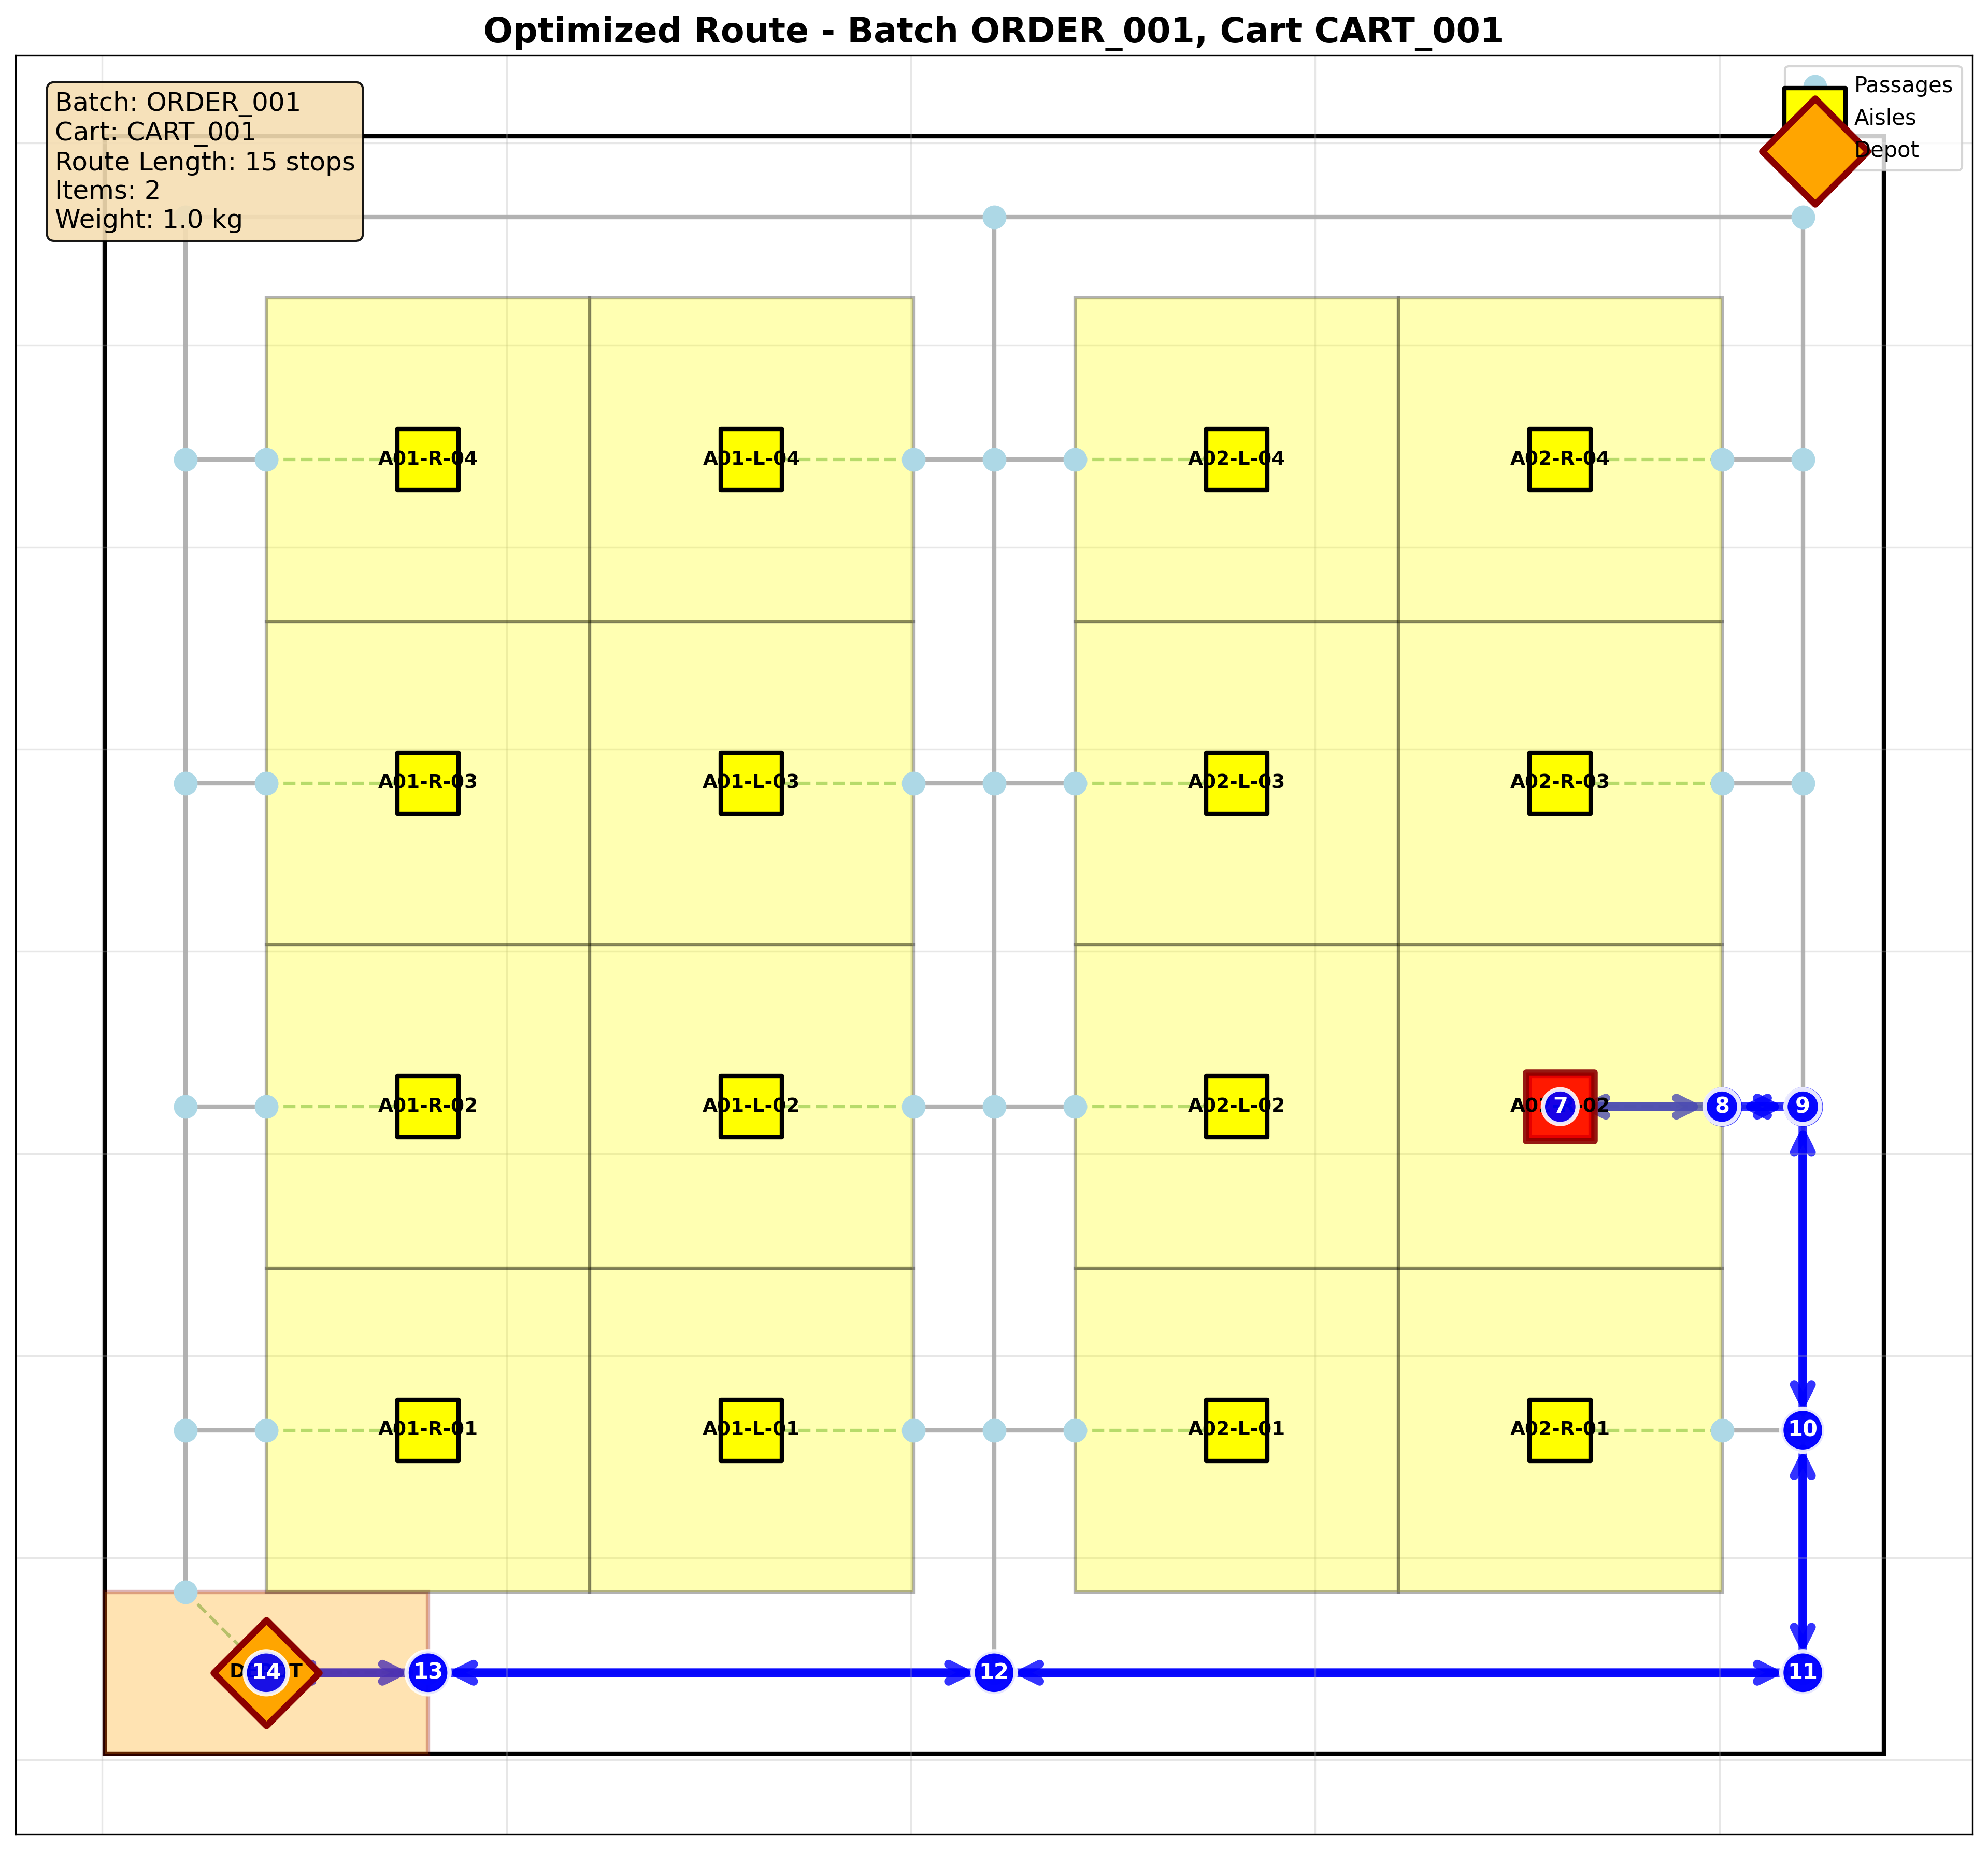 Optimized Route - Batch ORDER_001, Cart CART_001
Batch: ORDER_001
Cart: CART_001
Route Length: 15 stops
Items: 2
Weight: 1.0 kg
Passages
Aisles
Depot
A01-R-04
A01-L-04
A02-L-04
A02-R-04
A01-R-03
A01-L-03
A02-L-03
A02-R-03
A01-R-02
A01-L-02
A02-L-02
7
8
9
A01-R-01
A01-L-01
A02-L-01
A02-R-01
10
14
13
12
11